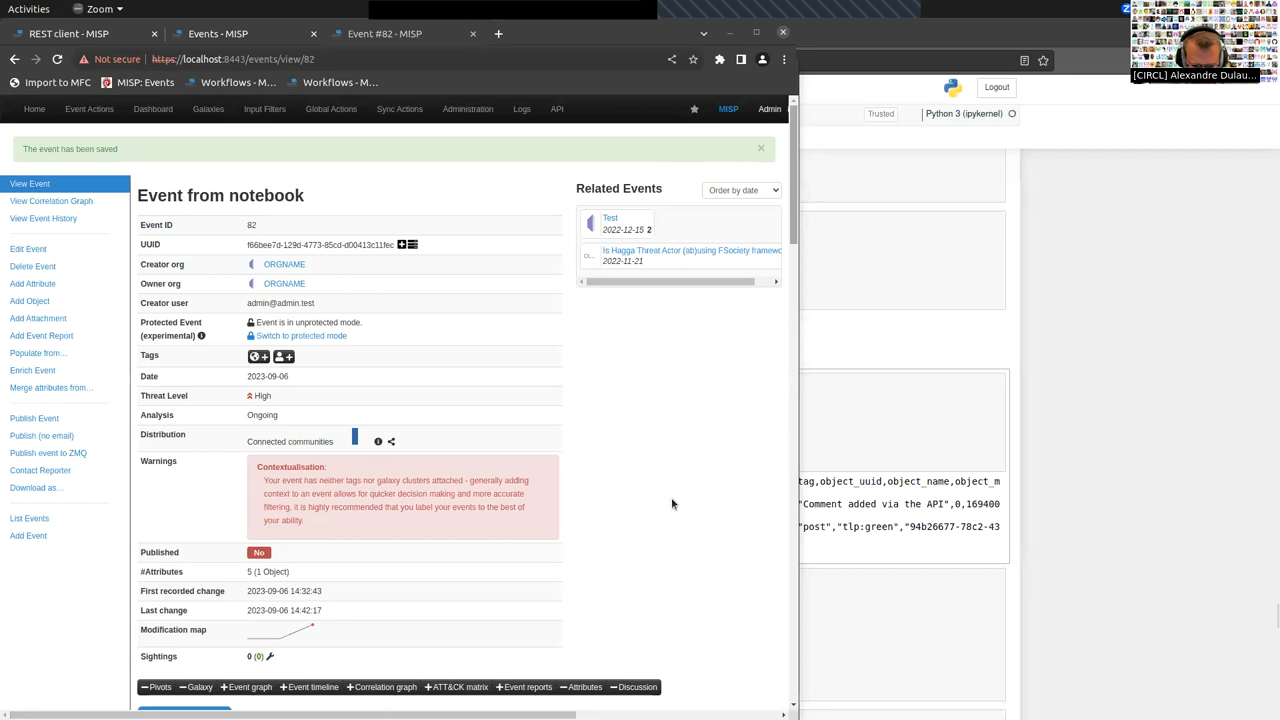 Activities
Zoom
REST client - MISP
Events - MISP
Event #82 - MISP
Not secure
https://localhost:8443/events/view/82
Import to MFC
MISP: Events
Workflows - M...
Workflows - M...
[CIRCL] Alexandre Dulau...
Logout
Trusted
Python 3 (ipykernel)
Home
Event Actions
Dashboard
Galaxies
Input Filters
Global Actions
Sync Actions
Administration
Logs
API
MISP
Admin
The event has been saved
View Event
View Correlation Graph
View Event History
Edit Event
Delete Event
Add Attribute
Add Object
Add Attachment
Add Event Report
Populate from...
Enrich Event
Merge attributes from...
Publish Event
Publish (no email)
Publish event to ZMQ
Contact Reporter
Download as...
List Events
Add Event
Event from notebook
Event ID 82
UUID f66bee7d-129d-4773-85cd-d00413c11fec
Creator org ORGNAME
Owner org ORGNAME
Creator user admin@admin.test
Protected Event Event is in unprotected mode.
(experimental) Switch to protected mode
Tags
Date 2023-09-06
Threat Level High
Analysis Ongoing
Distribution Connected communities
Warnings Contextualisation:
Your event has neither tags nor galaxy clusters attached - generally adding
context to an event allows for quicker decision making and more accurate
filtering, it is highly recommended that you label your events to the best of
your ability.
Published No
#Attributes 5 (1 Object)
First recorded change 2023-09-06 14:32:43
Last change 2023-09-06 14:42:17
Modification map
Sightings 0 (0)
Pivots
Galaxy
Event graph
Event timeline
Correlation graph
ATT&CK matrix
Event reports
Attributes
Discussion
Related Events
Order by date
Test
2022-12-15 2
Is Hagga Threat Actor (ab)using FSociety framewo
2022-11-21
CI...
tag,object_uuid,object_name,object_m
"Comment added via the API",0,169400
"post","tlp:green","94b26677-78c2-43